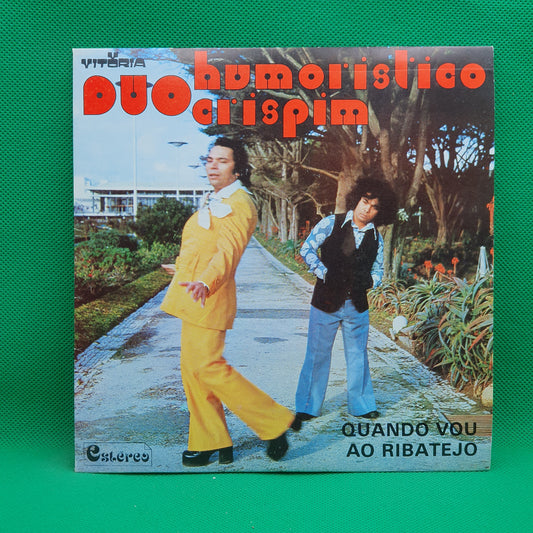 V
VITÓRIA
DUO humoristico
crispim
QUANDO VOU
AO RIBATEJO
estereo